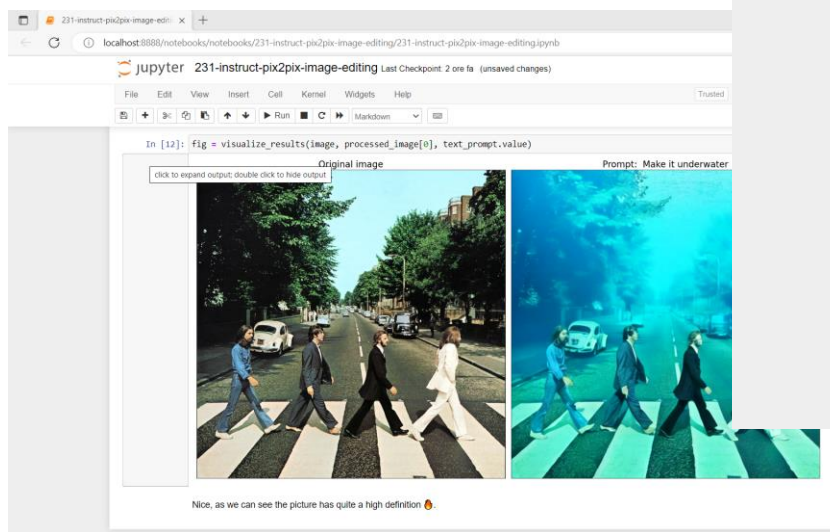 231-instruct-pix2pix-image-edit
localhost:8888/notebooks/notebooks/231-instruct-pix2pix-image-editing/231-instruct-pix2pix-image-editing.ipynb
jupyter 231-instruct-pix2pix-image-editing Last Checkpoint: 2 ore fa (unsaved changes)
File Edit View Insert Cell Kernel Widgets Help Trusted
Run Markdown
In [12]: fig = visualize_results(image, processed_image[0], text_prompt.value)
Original image Prompt: Make it underwater
click to expand output; double click to hide output
Nice, as we can see the picture has quite a high definition 🔥.